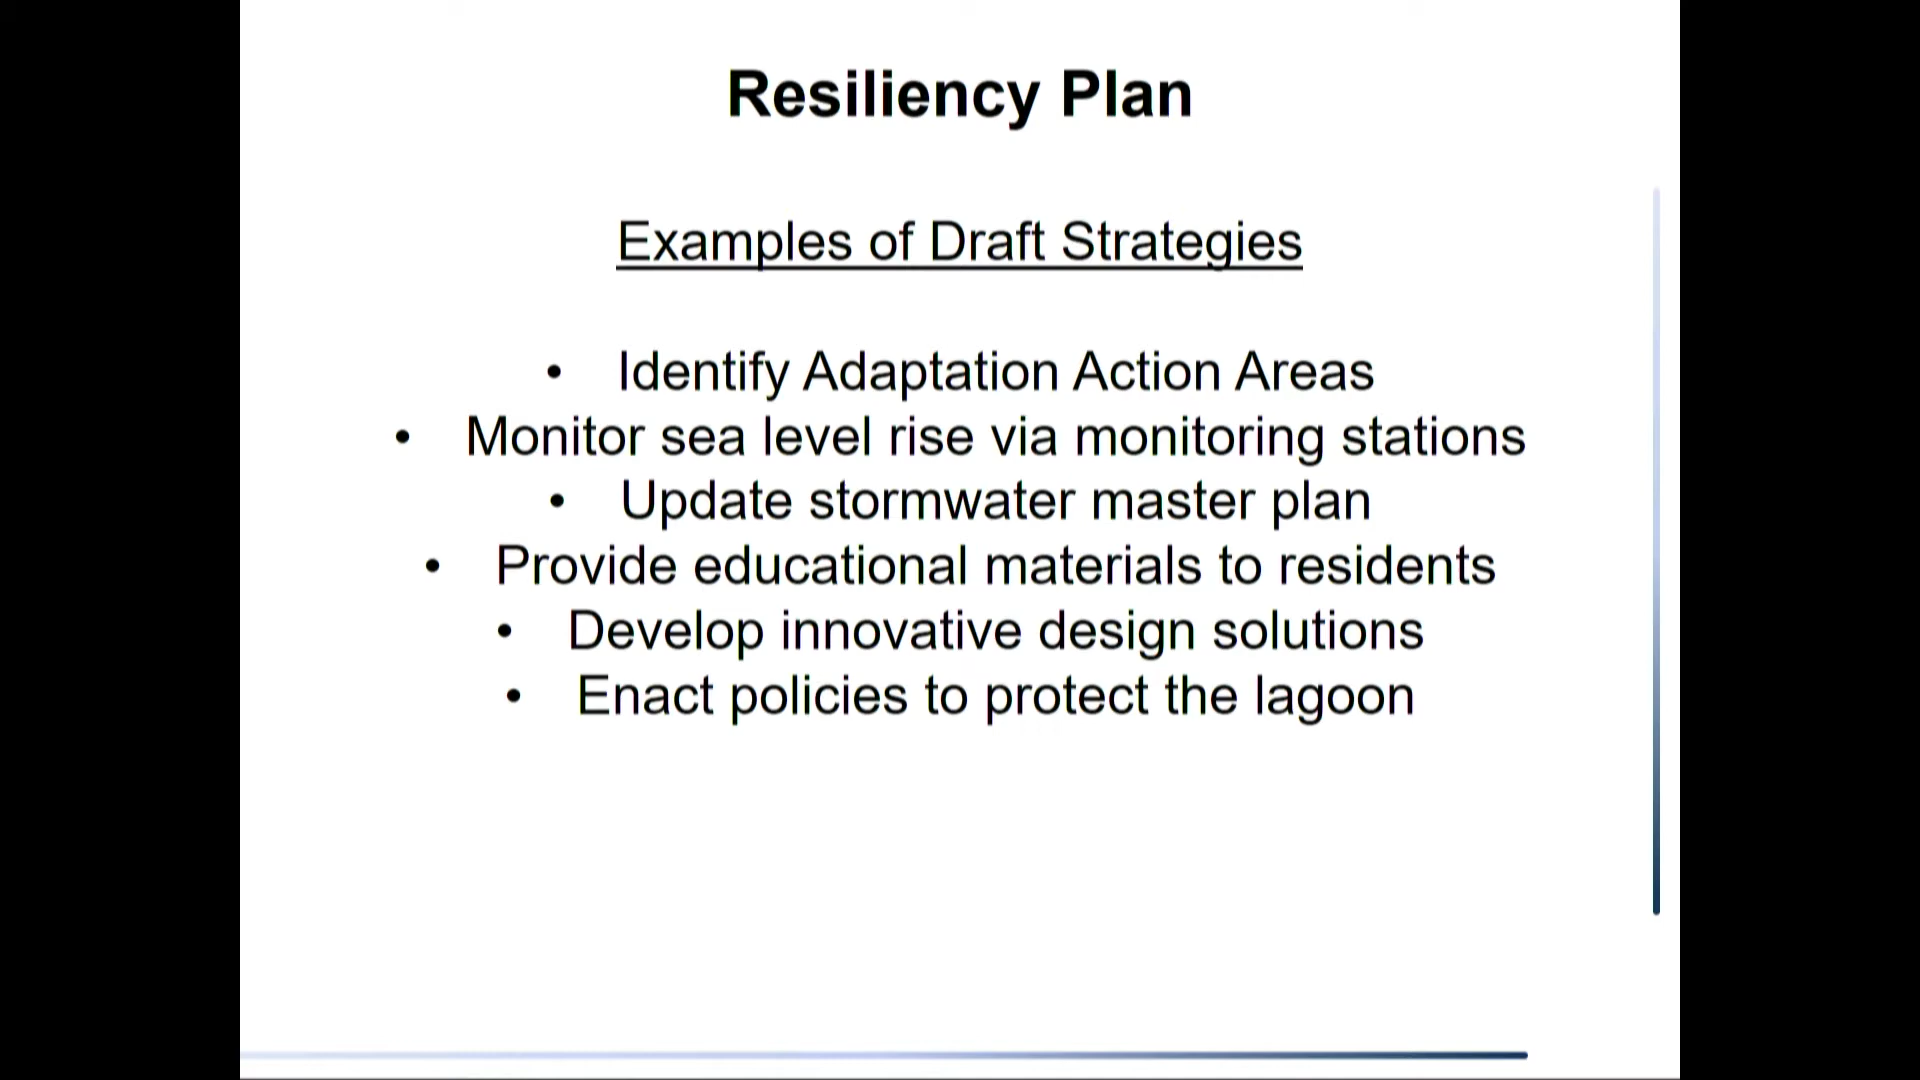 Resiliency Plan
Examples of Draft Strategies
• Identify Adaptation Action Areas
• Monitor sea level rise via monitoring stations
• Update stormwater master plan
• Provide educational materials to residents
• Develop innovative design solutions
• Enact policies to protect the lagoon